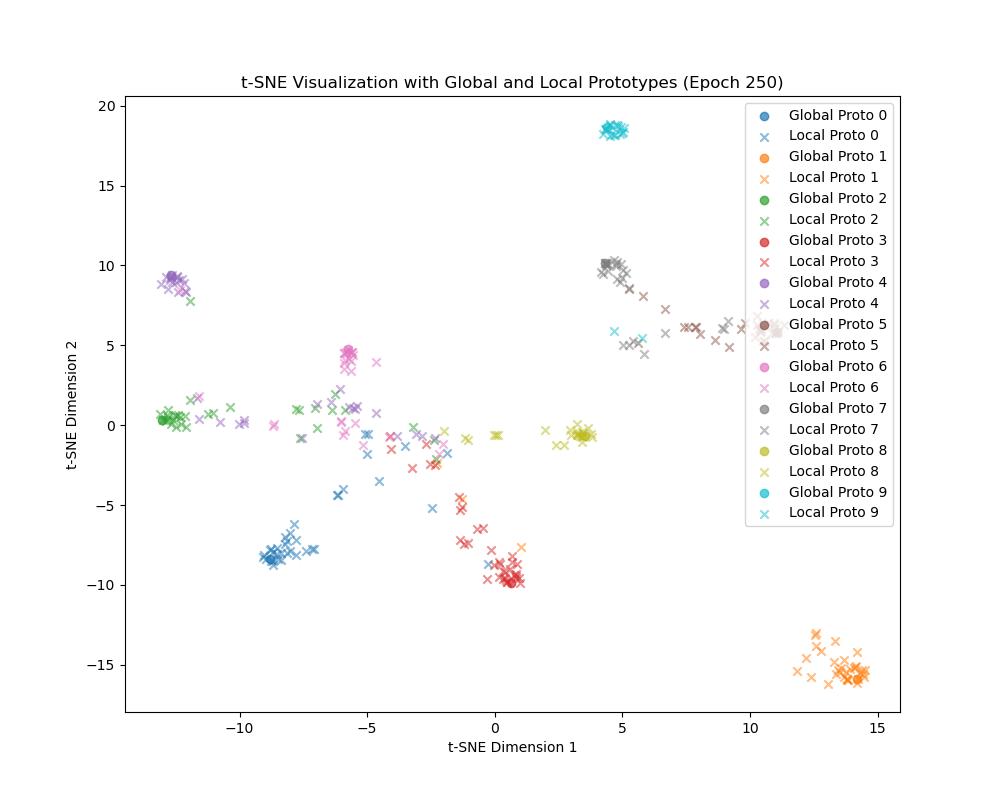 t-SNE Visualization with Global and Local Prototypes (Epoch 250)
20
15
10
5
0
−5
−10
−15
t-SNE Dimension 2
−10
−5
0
5
10
15
t-SNE Dimension 1
Global Proto 0
Local Proto 0
Global Proto 1
Local Proto 1
Global Proto 2
Local Proto 2
Global Proto 3
Local Proto 3
Global Proto 4
Local Proto 4
Global Proto 5
Local Proto 5
Global Proto 6
Local Proto 6
Global Proto 7
Local Proto 7
Global Proto 8
Local Proto 8
Global Proto 9
Local Proto 9